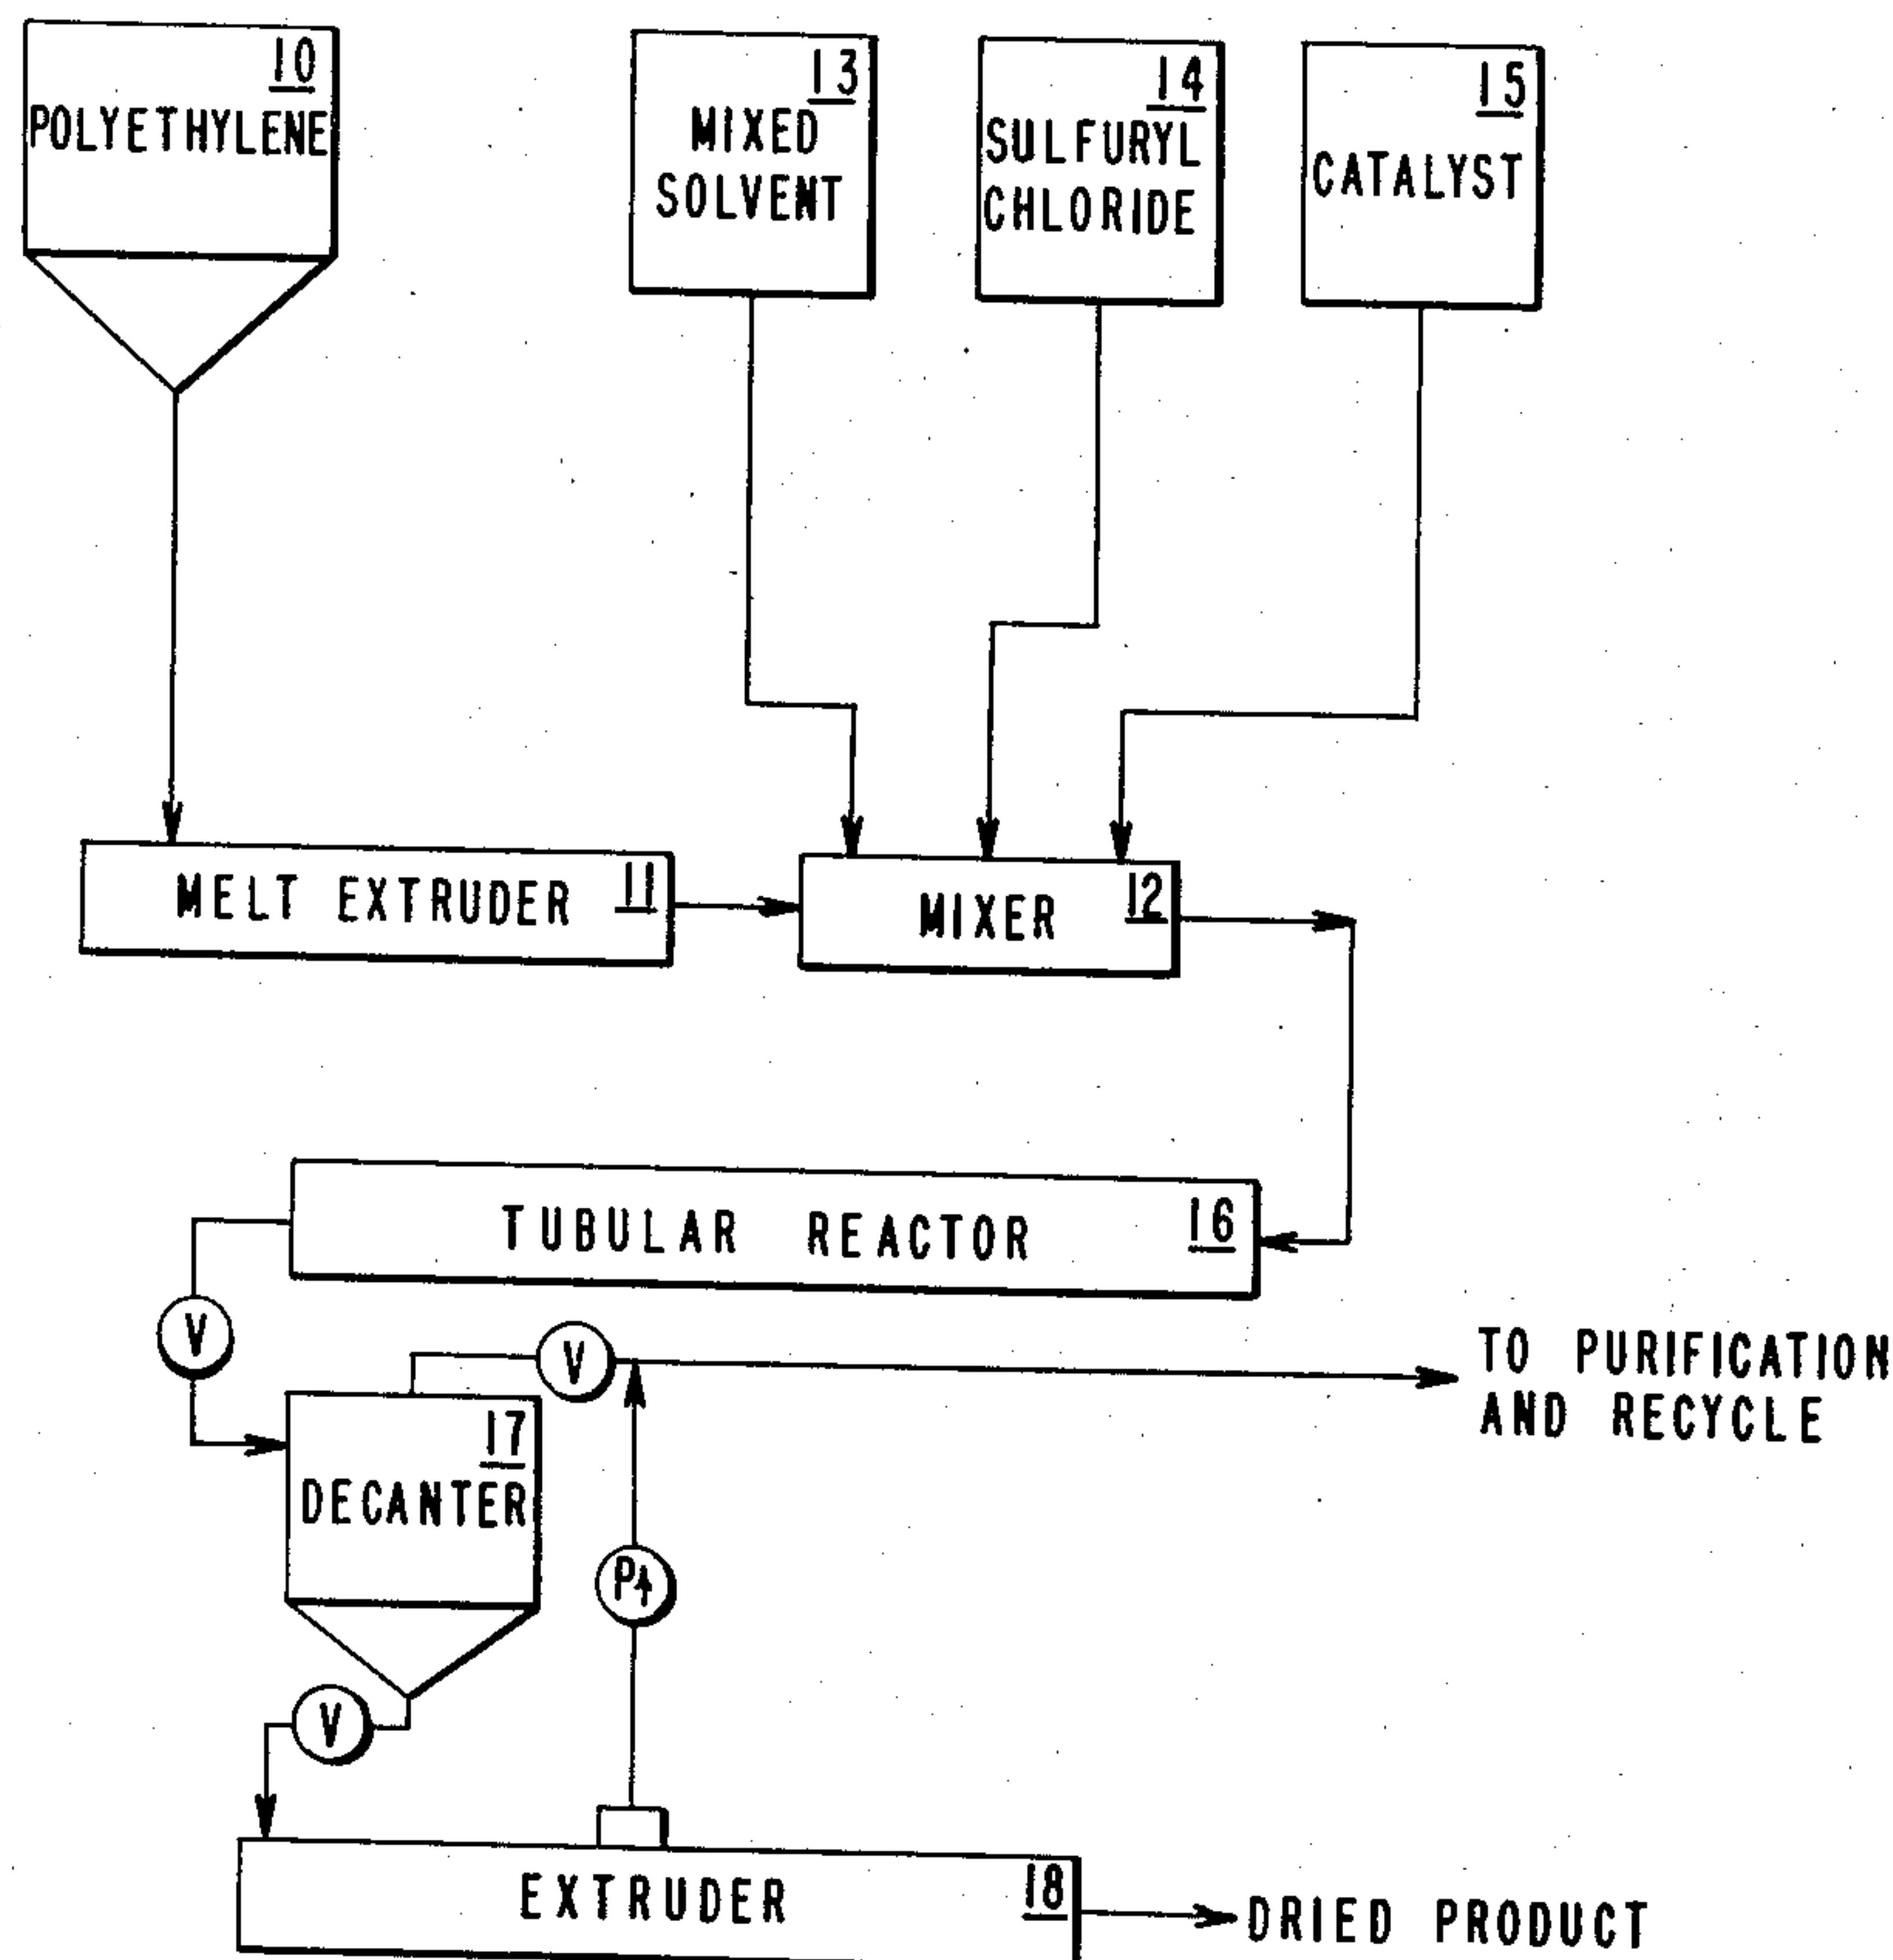 10
POLYETHYLENE
13
MIXED
SOLVENT
14
SULFURYL
CHLORIDE
15
CATALYST
MELT EXTRUDER 11
MIXER 12
TUBULAR REACTOR 16
V
V
TO PURIFICATION
AND RECYCLE
17
DECANTER
P↑
V
EXTRUDER 18
DRIED PRODUCT